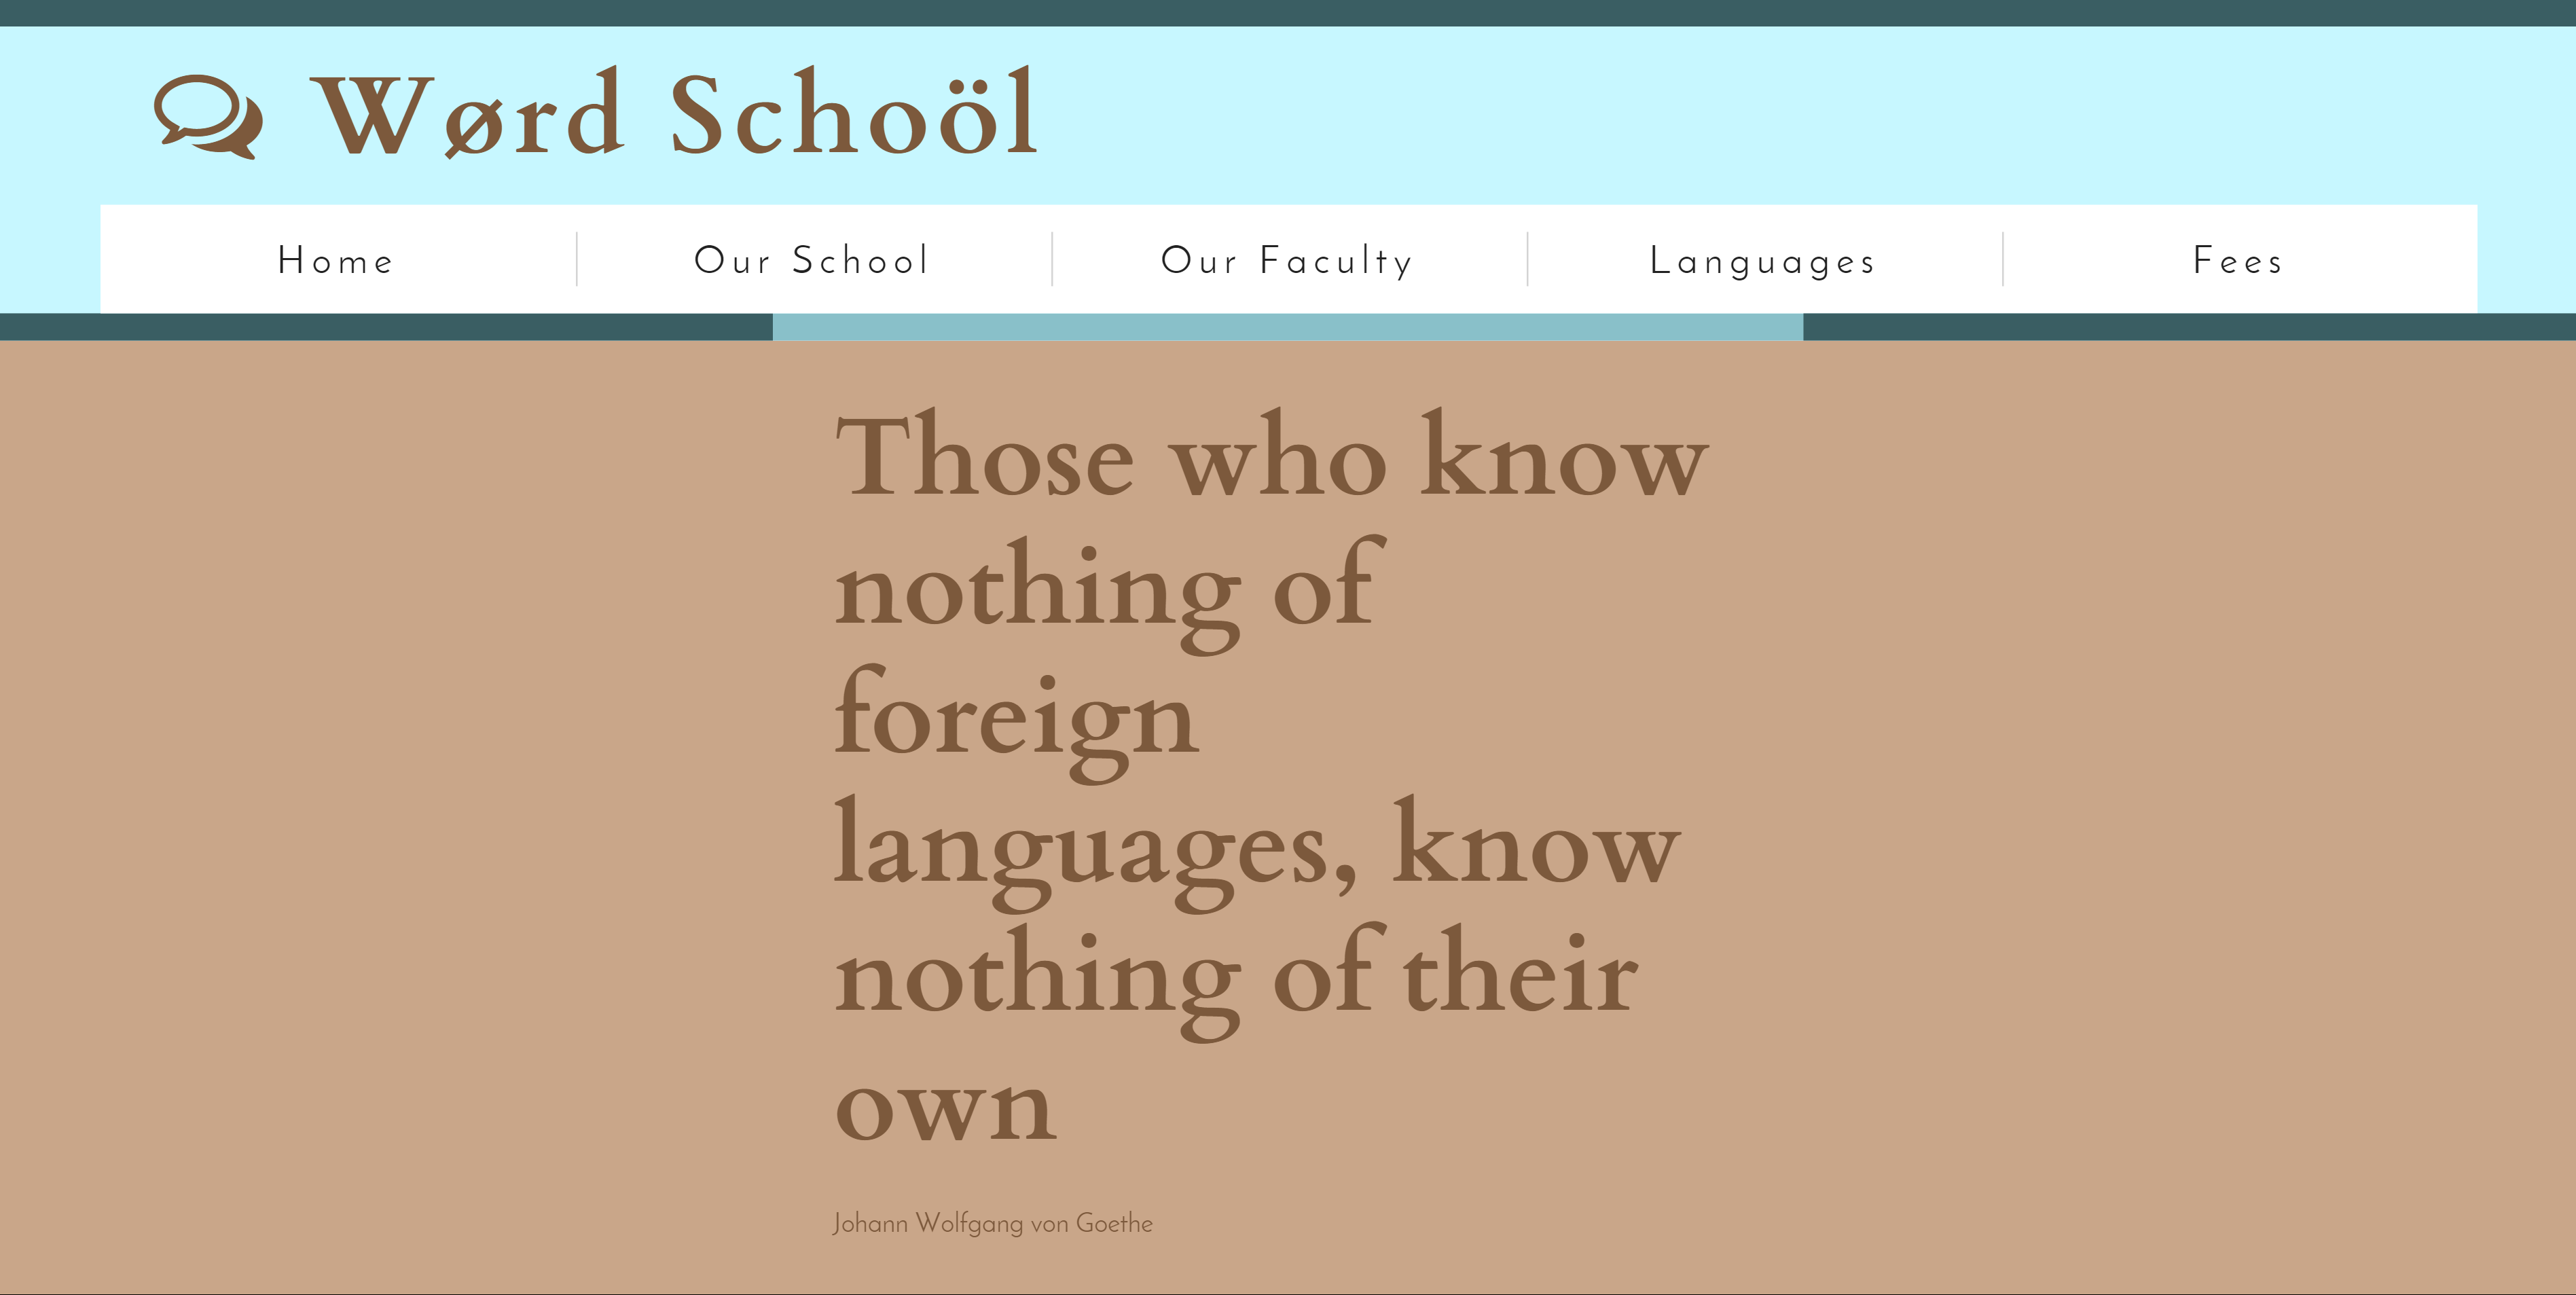 Wørd Schoöl
Home Our School Our Faculty Languages Fees
Those who know
nothing of
foreign
languages, know
nothing of their
own
Johann Wolfgang von Goethe